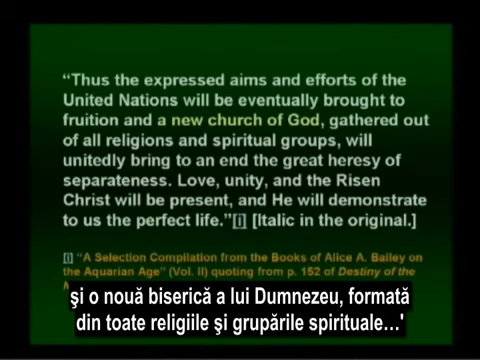 “Thus the expressed aims and efforts of the
United Nations will be eventually brought to
fruition and a new church of God, gathered out
of all religions and spiritual groups, will
unitedly bring to an end the great heresy of
separateness. Love, unity, and the Risen
Christ will be present, and He will demonstrate
to us the perfect life.”[i] [Italic in the original.]
[i] “A Selection Compilation from the Books of Alice A. Bailey on
the Aquarian Age” (Vol. II) quoting from p. 152 of Destiny of the
şi o nouă biserică a lui Dumnezeu, formată
din toate religiile şi grupările spirituale…'